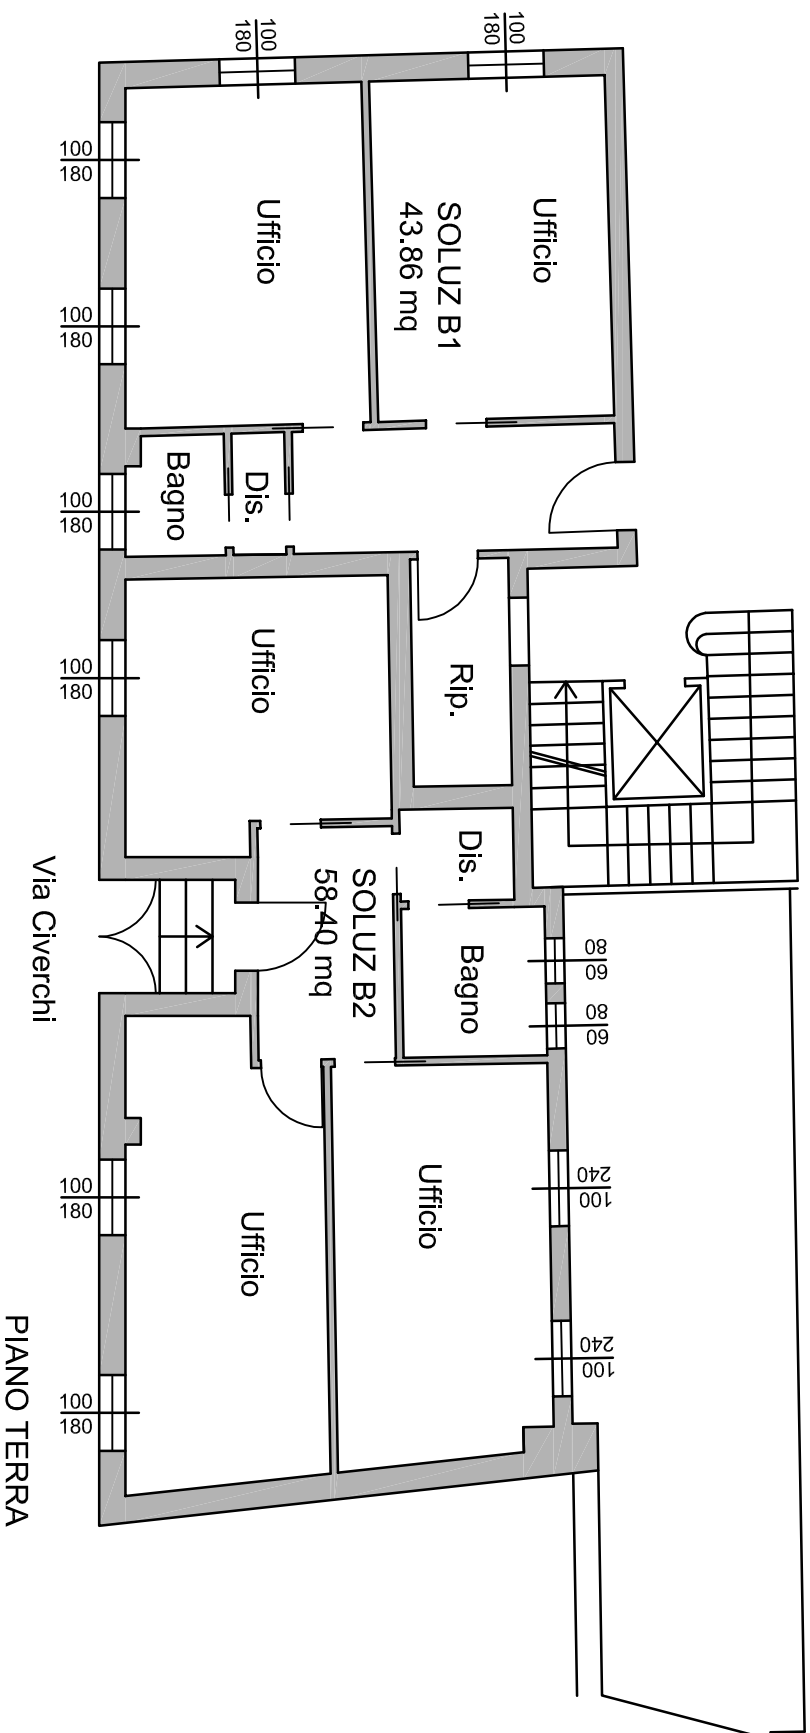 100
180
100
180
100
180
100
180
Ufficio
Ufficio
SOLUZ B1
43.86 mq
Bagno
Dis.
100
180
Ufficio
Rip.
100
180
Dis.
SOLUZ B2
58.40 mq
Bagno
80
60
80
60
Via Civerchi
Ufficio
Ufficio
240
100
100
180
240
100
100
180
PIANO TERRA